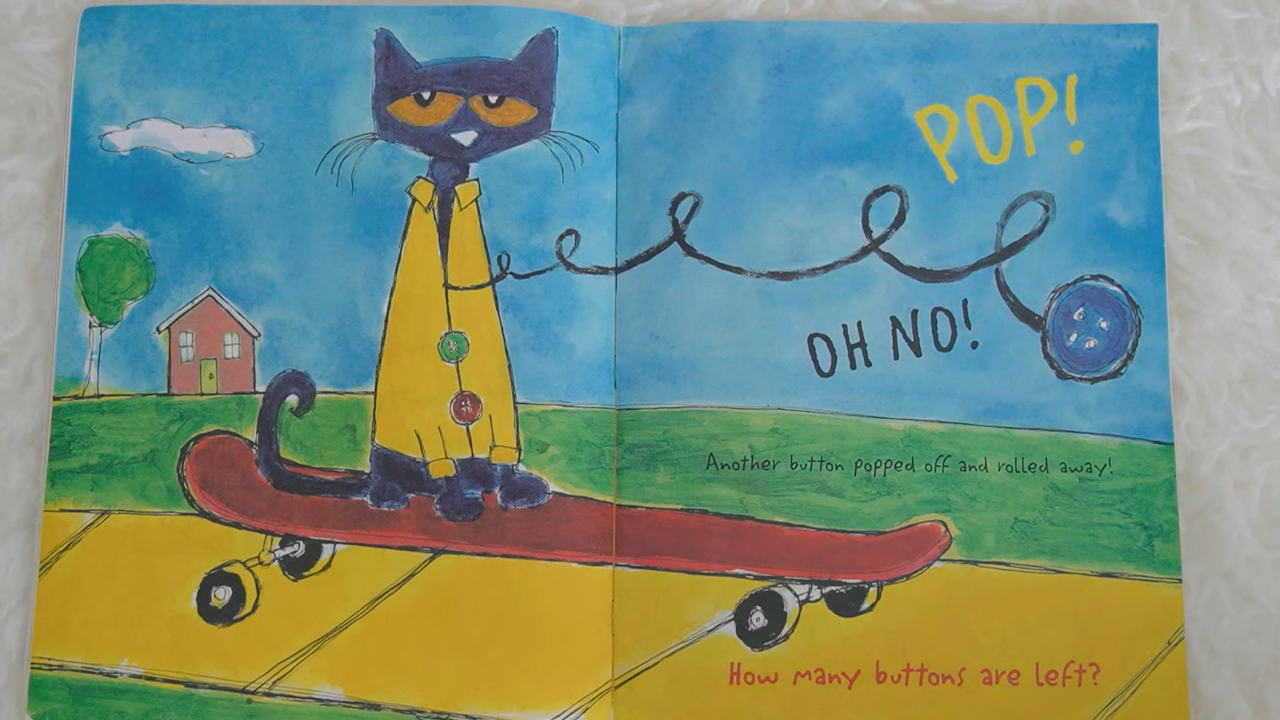 POP!
OH NO!
Another button popped off and rolled away!
How many buttons are left?